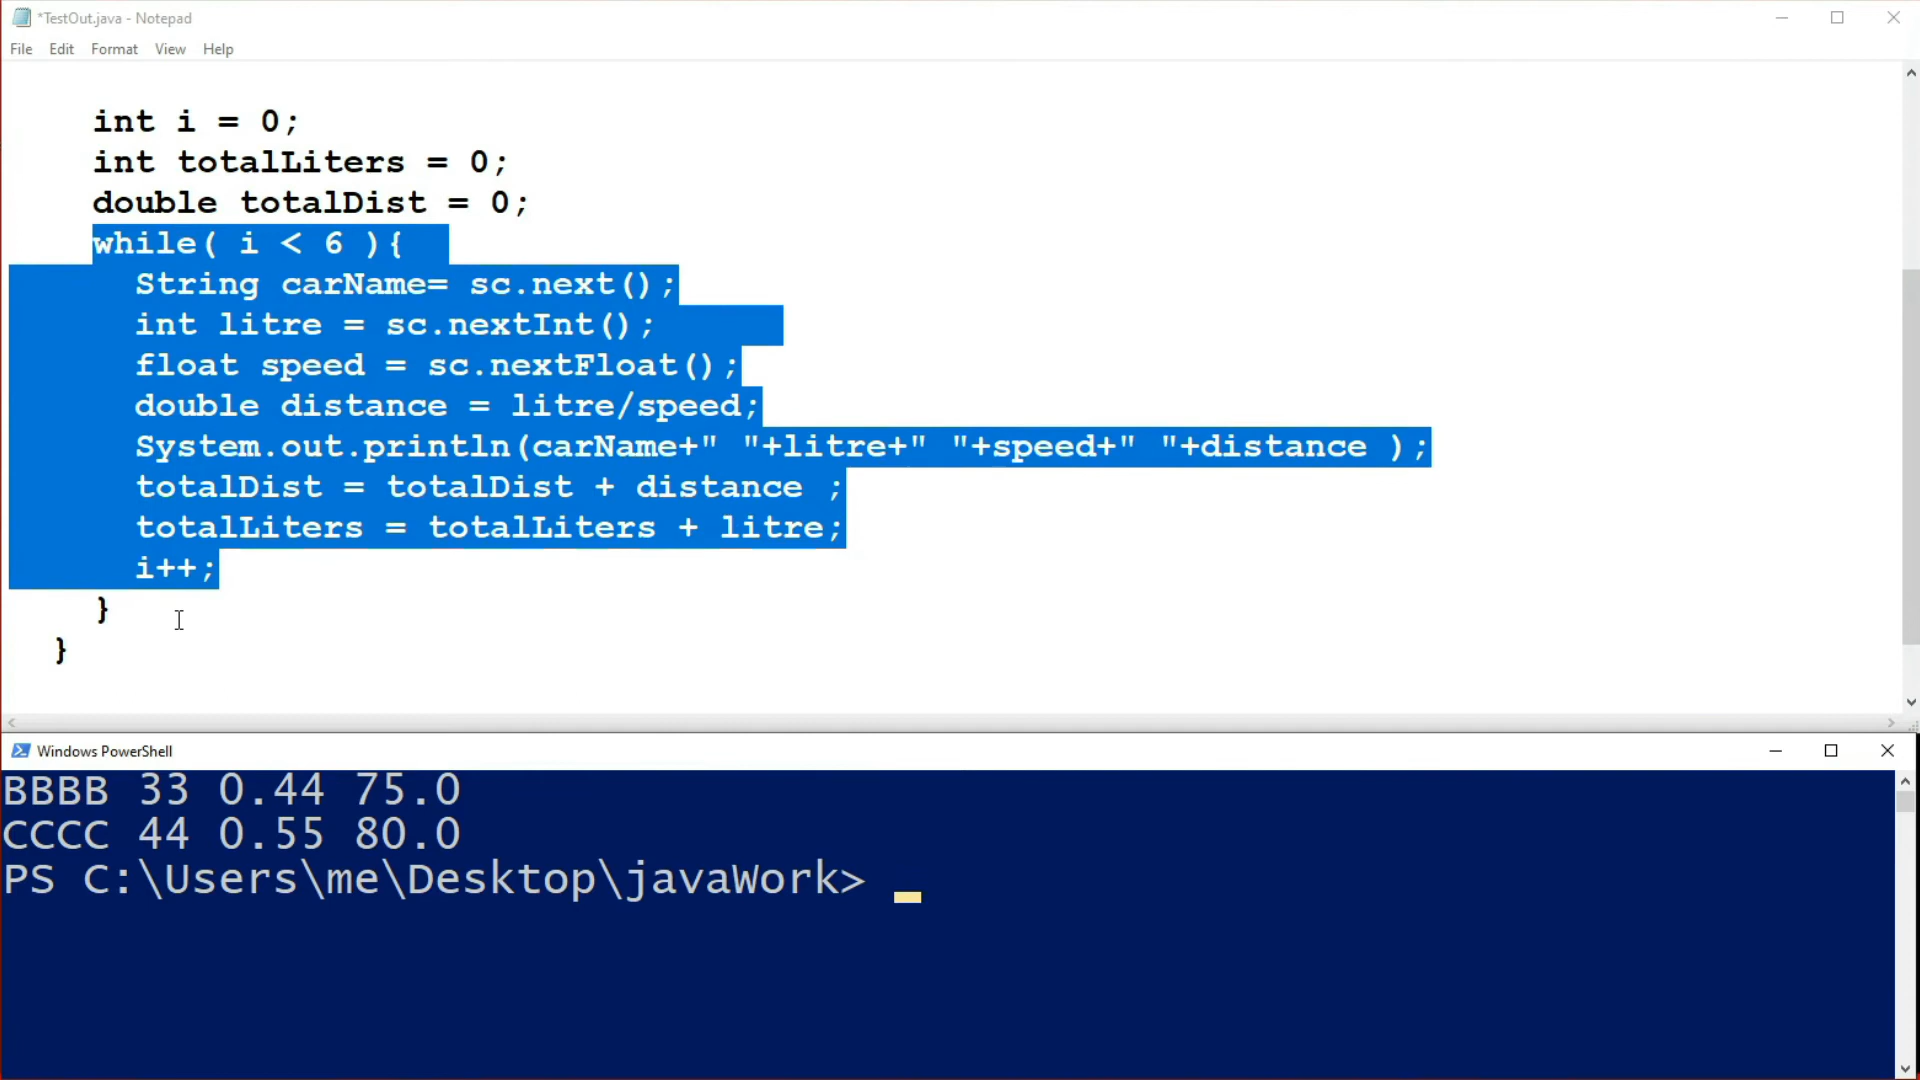 *TestOut.java - Notepad
File Edit Format View Help
int i = 0;
int totalLiters = 0;
double totalDist = 0;
while( i < 6 ){
String carName= sc.next();
int litre = sc.nextInt();
float speed = sc.nextFloat();
double distance = litre/speed;
System.out.println(carName+" "+litre+" "+speed+" "+distance );
totalDist = totalDist + distance ;
totalLiters = totalLiters + litre;
i++;
}
}
Windows PowerShell
BBBB 33 0.44 75.0
CCCC 44 0.55 80.0
PS C:\Users\me\Desktop\javaWork>